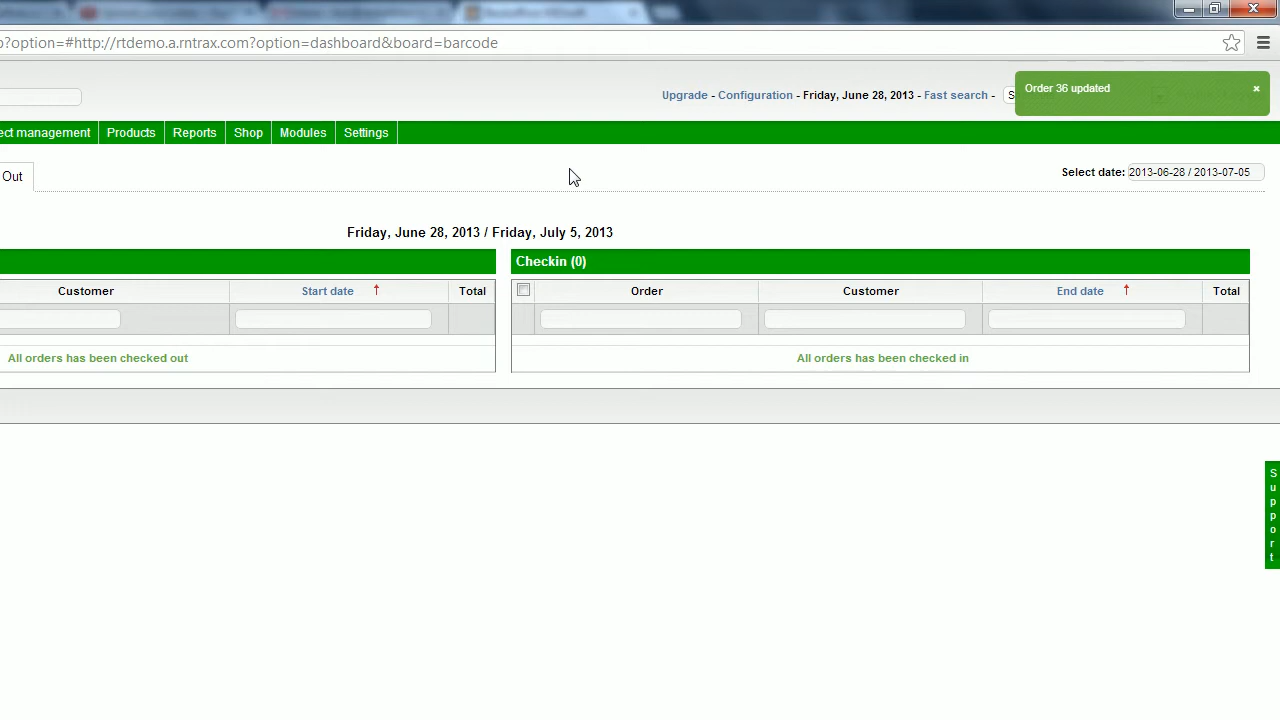 o?option=#http://rtdemo.a.rntrax.com?option=dashboard&board=barcode
Upgrade - Configuration - Friday, June 28, 2013 - Fast search - S
Order 36 updated ×
ect management Products Reports Shop Modules Settings
Out
Select date: 2013-06-28 / 2013-07-05
Friday, June 28, 2013 / Friday, July 5, 2013
Checkin (0)
Customer Start date Total
Order Customer End date Total
All orders has been checked out
All orders has been checked in
Support